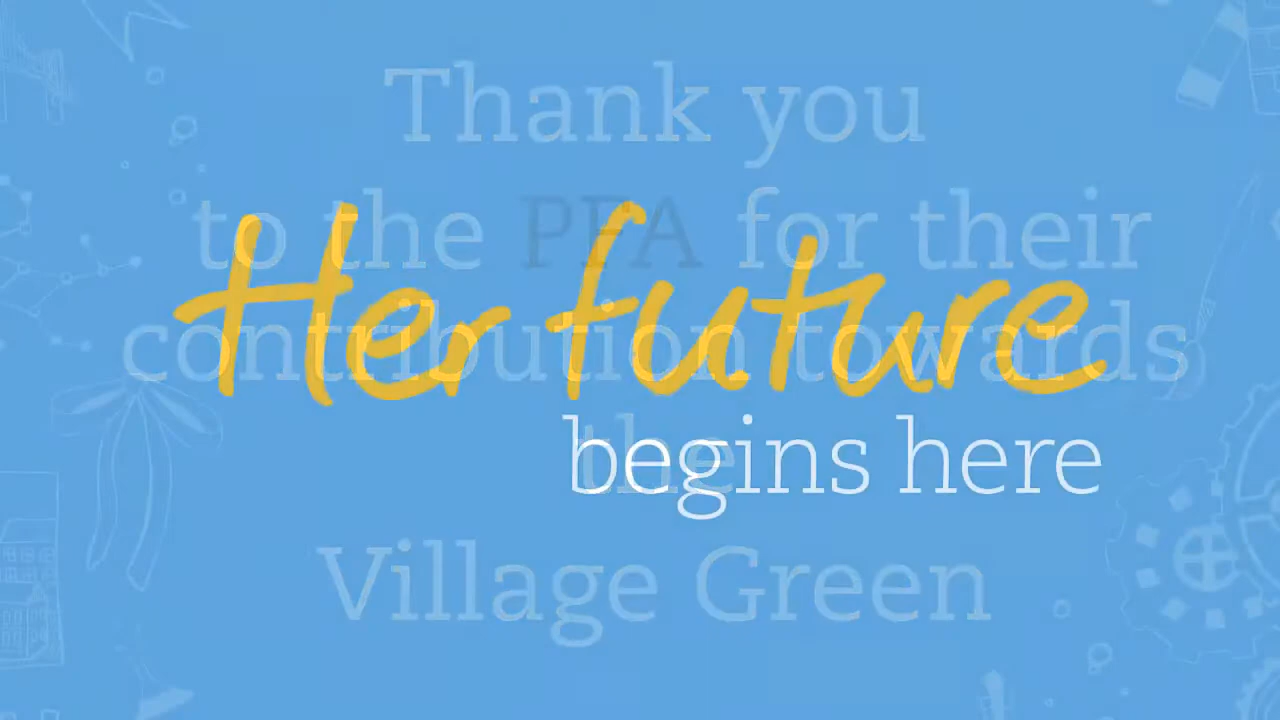 Thank you
to the PFA for their
Her future
contribution towards
the
begins here
Village Green